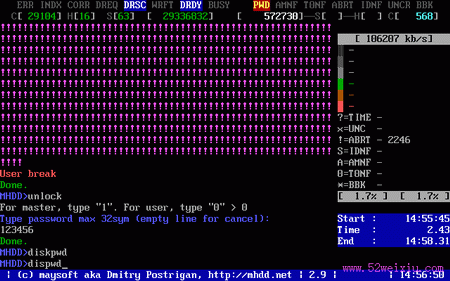 ERR INDX CORR DREQ DRSC WRFT DRDY BUSY PWD AMNF TONF ABRT IDNF UNCR BBK
C[ 29104] H[16] S[63] [ 29336832] [ 572730]—S[ ]—H[ ] C[ 568]
!!!!!!!!!!!!!!!!!!!!!!!!!!!!!!!!!!!!!!!!!!
[ 106207 kb/s]
?=TIME -
×=UNC -
!=ABRT - 2246
S=IDNF -
A=AMNF -
0=TONF -
*=BBK -
[ 1.7% ] [ 1.7% ]
!!!!
User break
Done.
MHDD>unlock
For master, type "1". For user, type "0" > 0
Type password max 32sym (empty line for cancel):
123456
Done.
MHDD>diskpwd
MHDD>dispwd_
Start : 14:55:45
Time : 2.43
End : 14:58.31
www.52weixiu.com
| (c) maysoft aka Dmitry Postrigan, http://mhdd.net | 2.9 | | 14:56:50 |